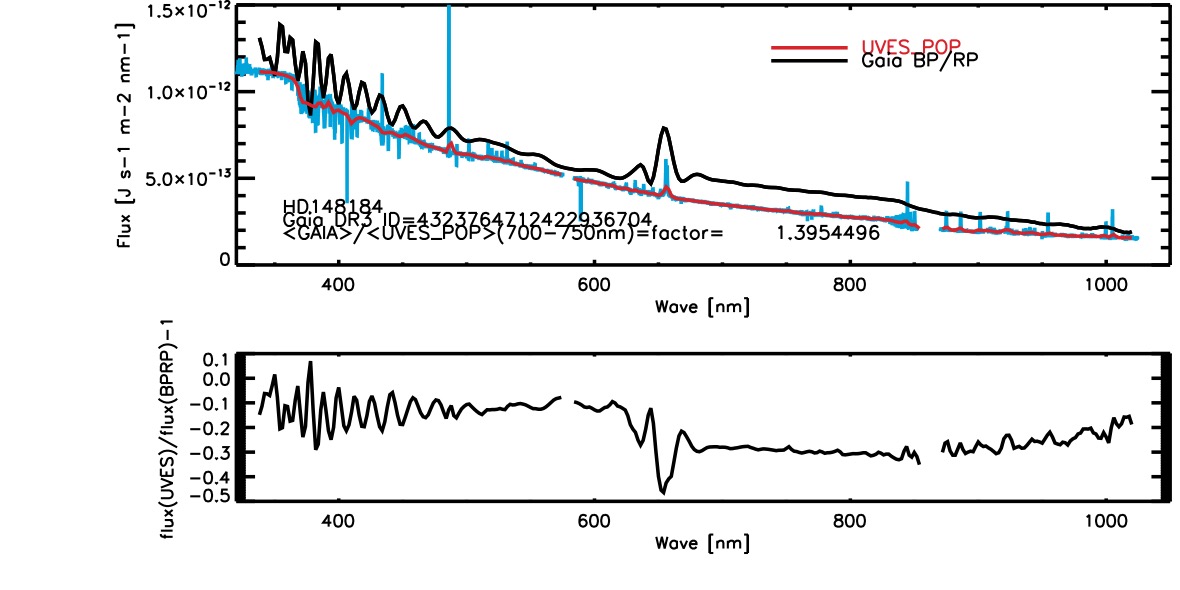 1.5×10−12
1.0×10−12
5.0×10−13
0
Flux [J s−1 m−2 nm−1]
UVES_POP
Gaia BP/RP
HD148184
Gaia DR3 ID=4323764712422936704
<GAIA>/<UVES_POP>(700−750nm)=factor= 1.3954496
400 600 800 1000
Wave [nm]
0.1
0.0
−0.1
−0.2
−0.3
−0.4
−0.5
flux(UVES)/flux(BPRP)−1
400 600 800 1000
Wave [nm]